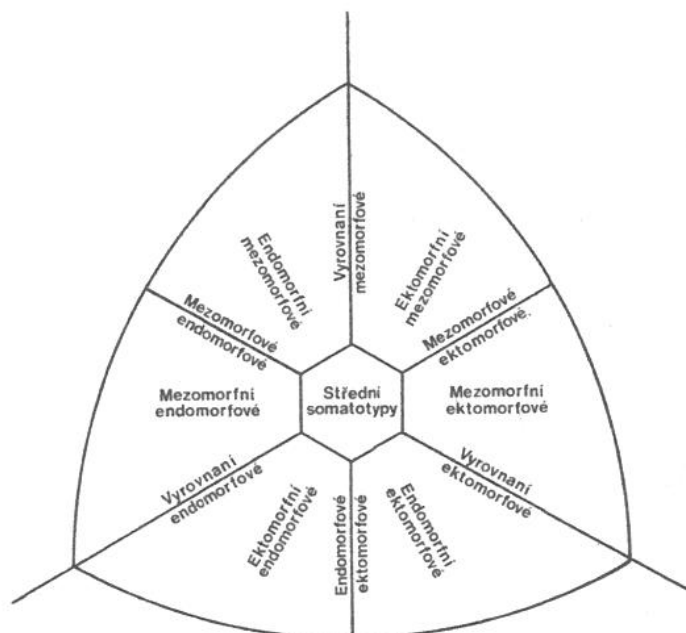 Vyrovnaní
mezomorfové
Endomorfní
mezomorfové
Ektomorfní
mezomorfové
Mezomorfové
endomorfové
Mezomorfové
ektomorfové.
Mezomorfní
endomorfové
Střední
somatotypy
Mezomorfní
ektomorfové
Vyrovnaní
endomorfové
Vyrovnaní
ektomorfové
Ektomorfní
endomorfové
Endomorfové
ektomorfové
Endomorfní
ektomorfové